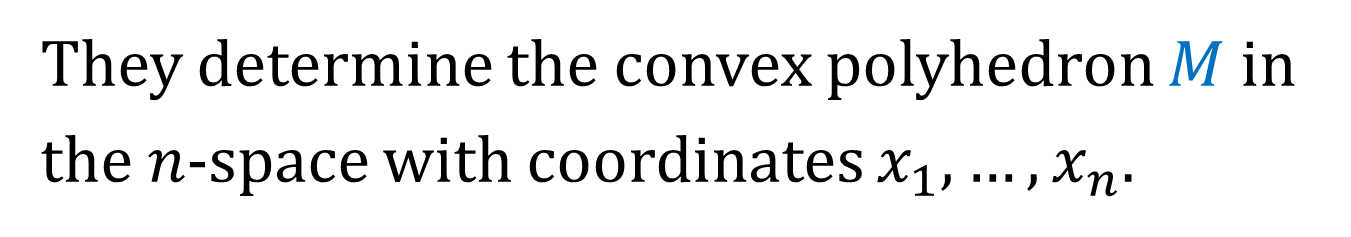 They determine the convex polyhedron M in
the n-space with coordinates x₁, … , xₙ.